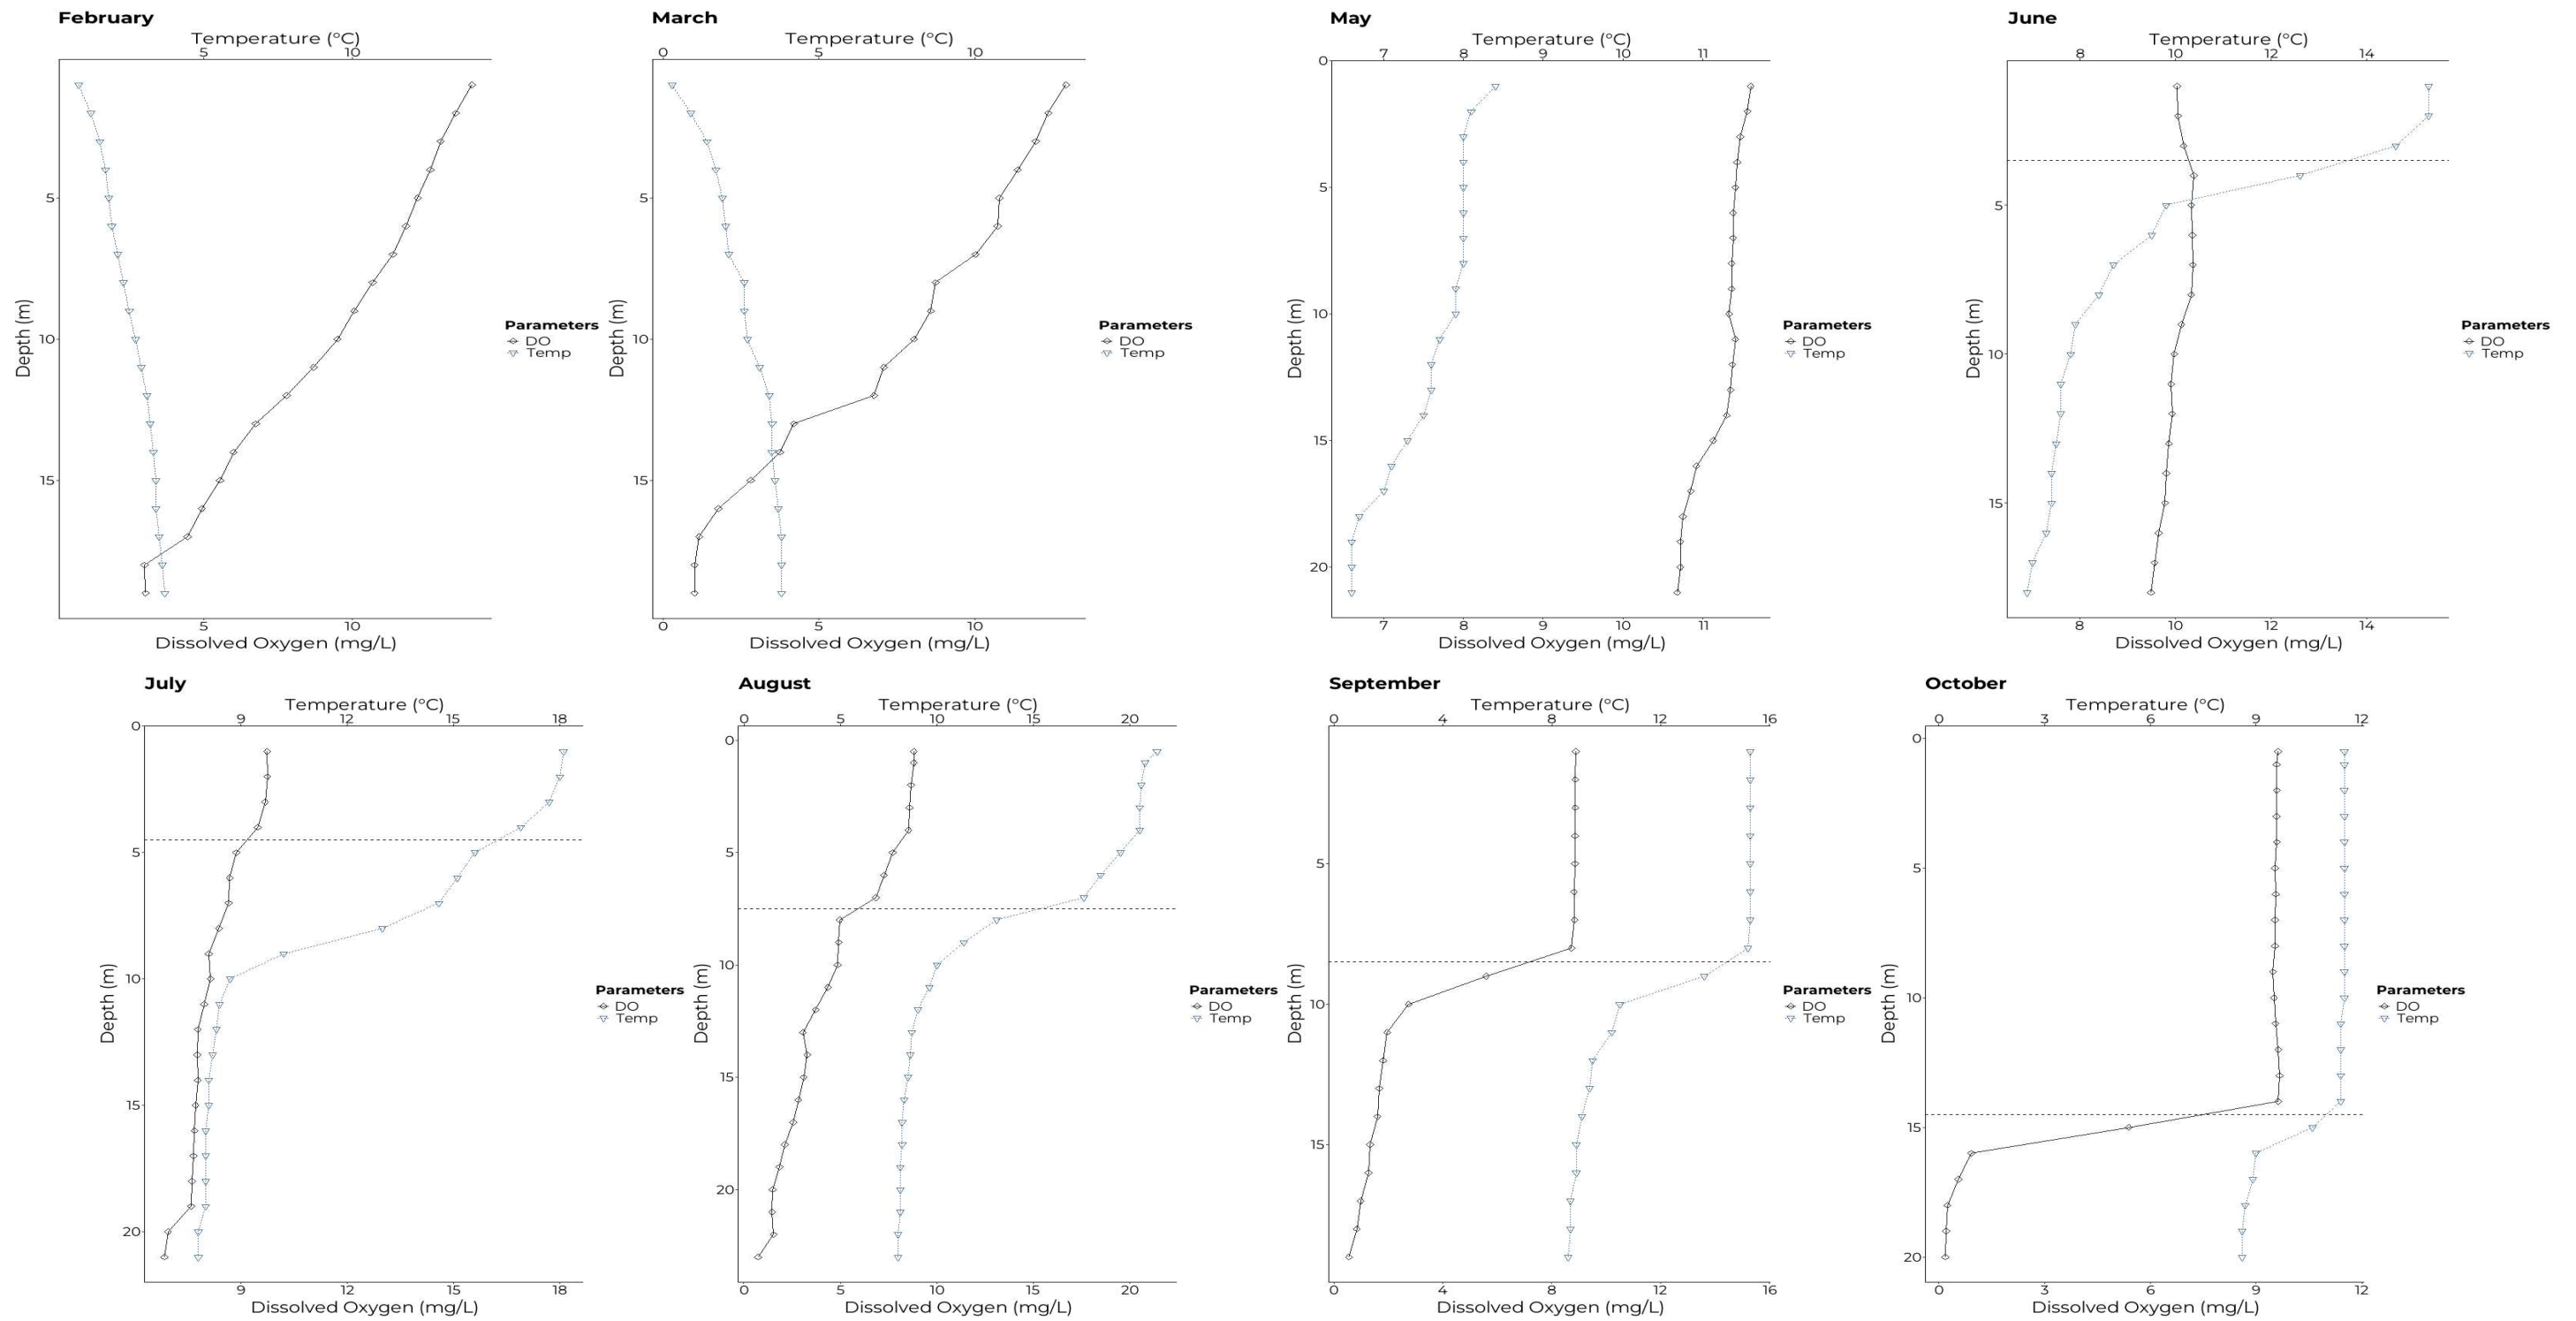 February
Temperature (°C)
5 10
Depth (m)
5
10
15
5 10
Dissolved Oxygen (mg/L)
Parameters
DO
Temp
March
Temperature (°C)
0 5 10
Depth (m)
5
10
15
0 5 10
Dissolved Oxygen (mg/L)
Parameters
DO
Temp
May
Temperature (°C)
7 8 9 10 11
Depth (m)
0
5
10
15
20
7 8 9 10 11
Dissolved Oxygen (mg/L)
Parameters
DO
Temp
June
Temperature (°C)
8 10 12 14
Depth (m)
5
10
15
8 10 12 14
Dissolved Oxygen (mg/L)
Parameters
DO
Temp
July
Temperature (°C)
9 12 15 18
Depth (m)
0
5
10
15
20
9 12 15 18
Dissolved Oxygen (mg/L)
Parameters
DO
Temp
August
Temperature (°C)
0 5 10 15 20
Depth (m)
0
5
10
15
20
0 5 10 15 20
Dissolved Oxygen (mg/L)
Parameters
DO
Temp
September
Temperature (°C)
0 4 8 12 16
Depth (m)
5
10
15
0 4 8 12 16
Dissolved Oxygen (mg/L)
Parameters
DO
Temp
October
Temperature (°C)
0 3 6 9 12
Depth (m)
0
5
10
15
20
0 3 6 9 12
Dissolved Oxygen (mg/L)
Parameters
DO
Temp